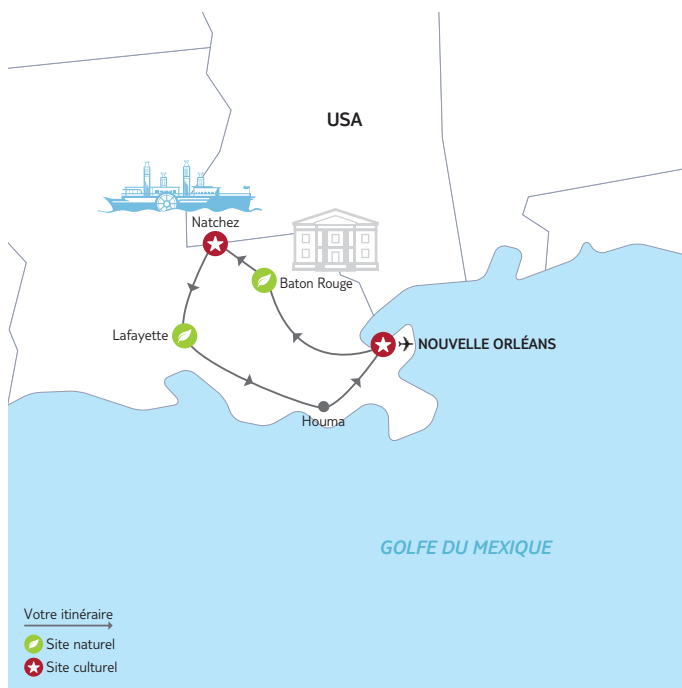 USA
Natchez
Baton Rouge
Lafayette
NOUVELLE ORLÉANS
Houma
GOLFE DU MEXIQUE
Votre itinéraire
Site naturel
Site culturel